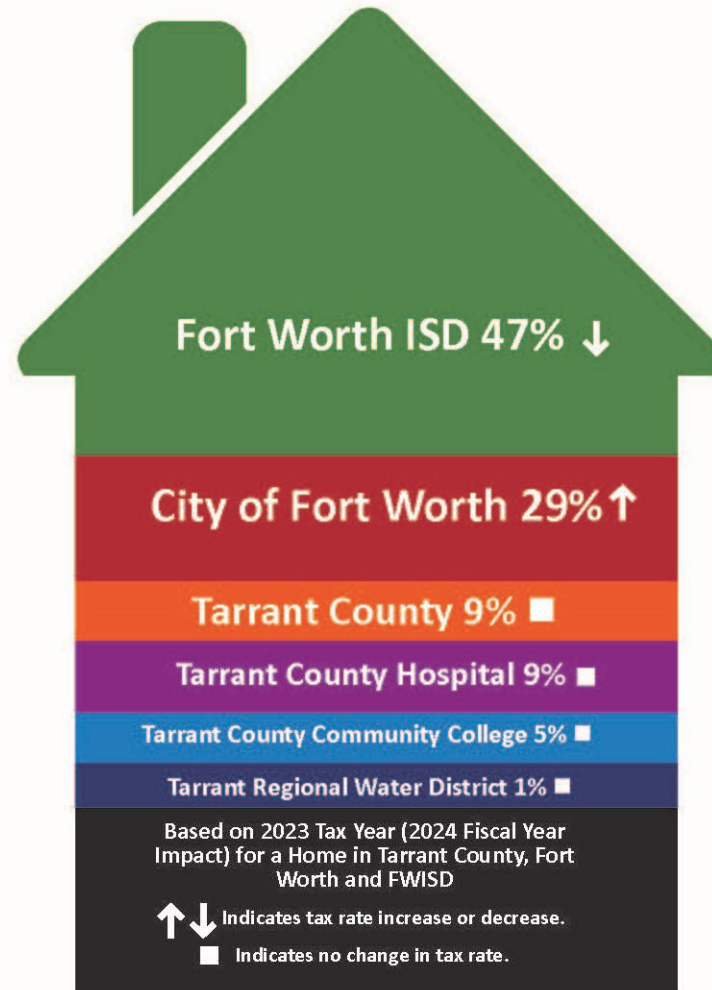 Fort Worth ISD 47% ↓
City of Fort Worth 29% ↑
Tarrant County 9% ■
Tarrant County Hospital 9% ■
Tarrant County Community College 5% ■
Tarrant Regional Water District 1% ■
Based on 2023 Tax Year (2024 Fiscal Year
Impact) for a Home in Tarrant County, Fort
Worth and FWISD
↑↓ Indicates tax rate increase or decrease.
■ Indicates no change in tax rate.